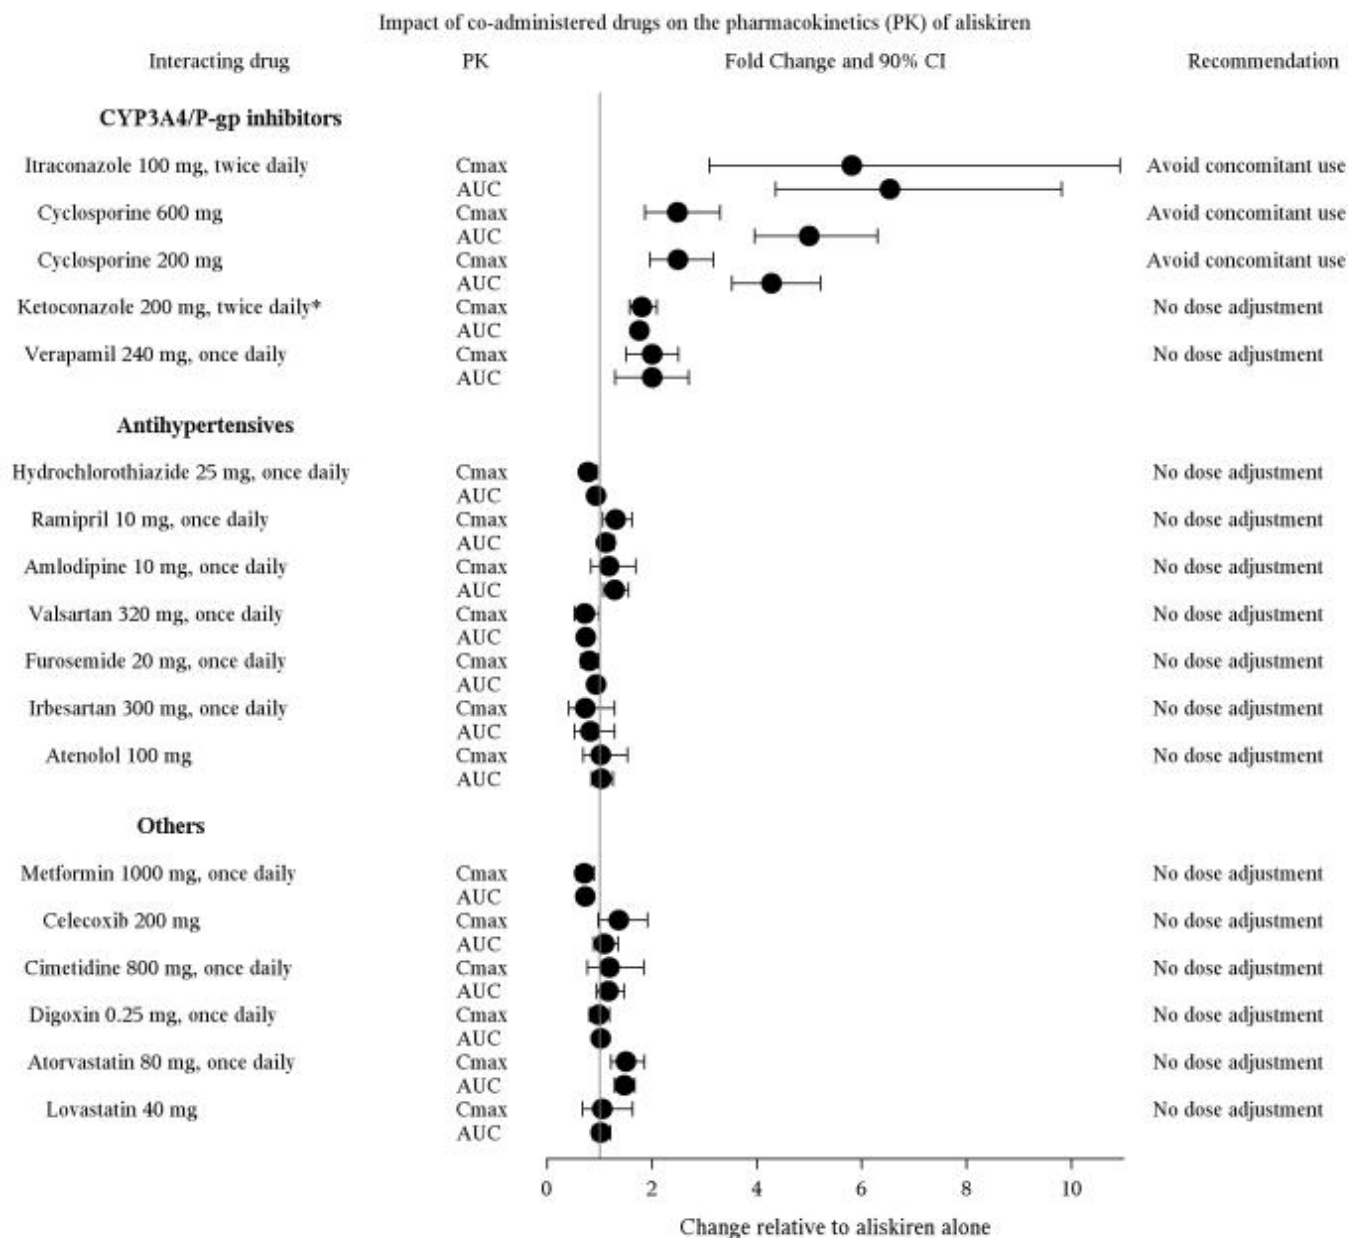 Impact of co-administered drugs on the pharmacokinetics (PK) of aliskiren
Interacting drug PK Fold Change and 90% CI Recommendation
CYP3A4/P-gp inhibitors
Itraconazole 100 mg, twice daily Cmax Avoid concomitant use
AUC
Cyclosporine 600 mg Cmax Avoid concomitant use
AUC
Cyclosporine 200 mg Cmax Avoid concomitant use
AUC
Ketoconazole 200 mg, twice daily* Cmax No dose adjustment
AUC
Verapamil 240 mg, once daily Cmax No dose adjustment
AUC
Antihypertensives
Hydrochlorothiazide 25 mg, once daily Cmax No dose adjustment
AUC
Ramipril 10 mg, once daily Cmax No dose adjustment
AUC
Amlodipine 10 mg, once daily Cmax No dose adjustment
AUC
Valsartan 320 mg, once daily Cmax No dose adjustment
AUC
Furosemide 20 mg, once daily Cmax No dose adjustment
AUC
Irbesartan 300 mg, once daily Cmax No dose adjustment
AUC
Atenolol 100 mg Cmax No dose adjustment
AUC
Others
Metformin 1000 mg, once daily Cmax No dose adjustment
AUC
Celecoxib 200 mg Cmax No dose adjustment
AUC
Cimetidine 800 mg, once daily Cmax No dose adjustment
AUC
Digoxin 0.25 mg, once daily Cmax No dose adjustment
AUC
Atorvastatin 80 mg, once daily Cmax No dose adjustment
AUC
Lovastatin 40 mg Cmax No dose adjustment
AUC
0 2 4 6 8 10
Change relative to aliskiren alone